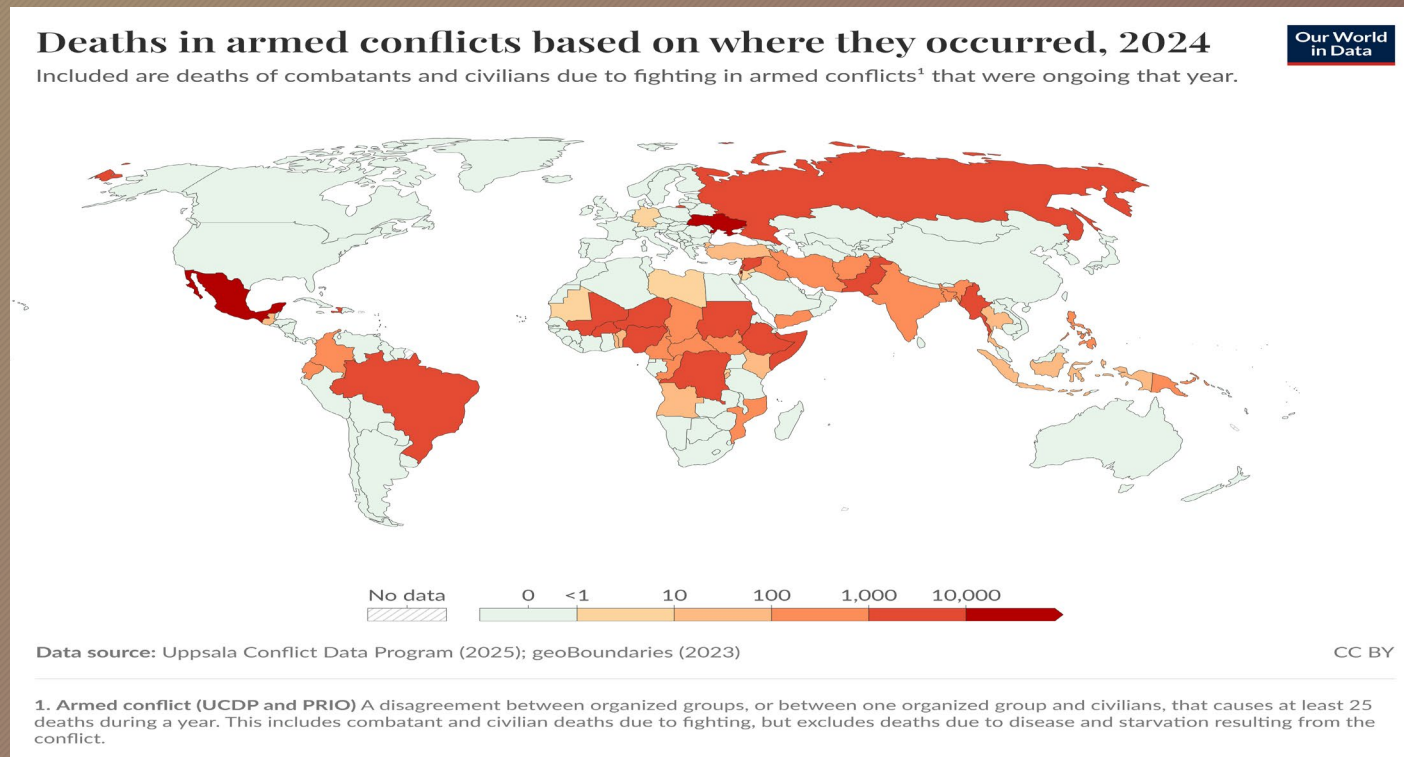 Deaths in armed conflicts based on where they occurred, 2024
Our World
in Data
Included are deaths of combatants and civilians due to fighting in armed conflicts¹ that were ongoing that year.
No data
0
<1
10
100
1,000
10,000
Data source: Uppsala Conflict Data Program (2025); geoBoundaries (2023)
CC BY
1. Armed conflict (UCDP and PRIO) A disagreement between organized groups, or between one organized group and civilians, that causes at least 25
deaths during a year. This includes combatant and civilian deaths due to fighting, but excludes deaths due to disease and starvation resulting from the
conflict.